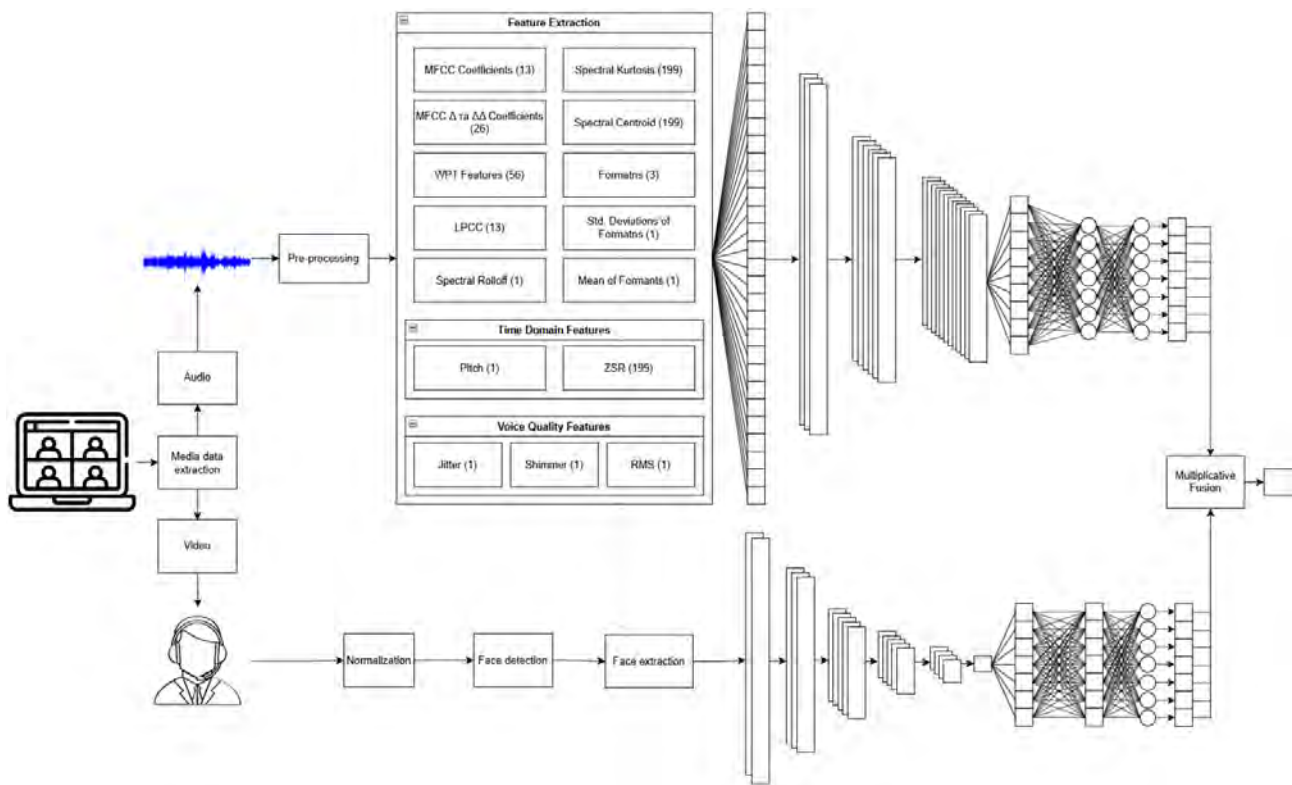 Feature Extraction
MFCC Coefficients (13)
Spectral Kurtosis (199)
MFCC Δ та ΔΔ Coefficients
(26)
Spectral Centroid (199)
WPT Features (56)
Formatns (3)
LPCC (13)
Std. Deviations of
Formatns (1)
Spectral Rolloff (1)
Mean of Formants (1)
Time Domain Features
Pitch (1)
ZSR (199)
Voice Quality Features
Jitter (1)
Shimmer (1)
RMS (1)
Pre-processing
Audio
Media data
extraction
Video
Multiplicative
Fusion
Normalization
Face detection
Face extraction